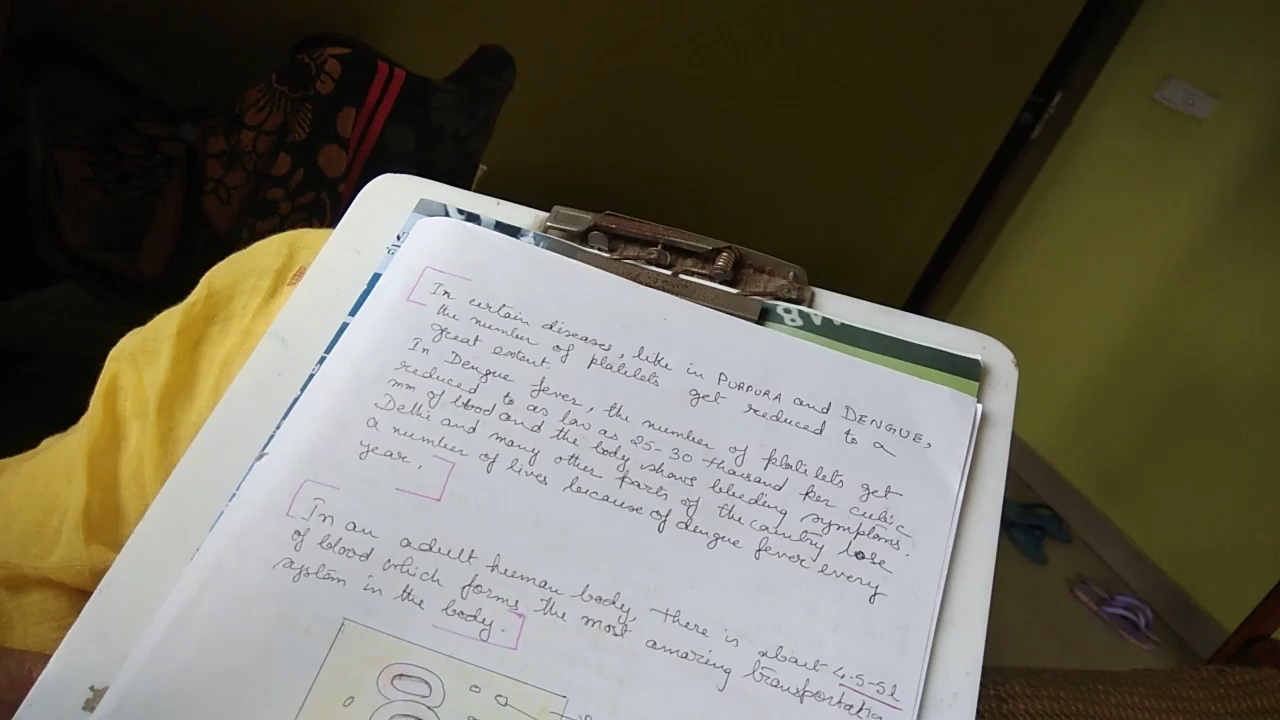 In certain diseases, like in PURPURA and DENGUE,
the number of platelets get reduced to a
great extent.
In Dengue fever, the number of platelets get
reduced to as low as 25-30 thousand per cubic
mm of blood and the body shows bleeding symptoms.
Delhi and many other parts of the country lose
a number of lives because of dengue fever every
year.
In an adult human body, there is about 4.5-5l
of blood which forms the most amazing transportation
system in the body.